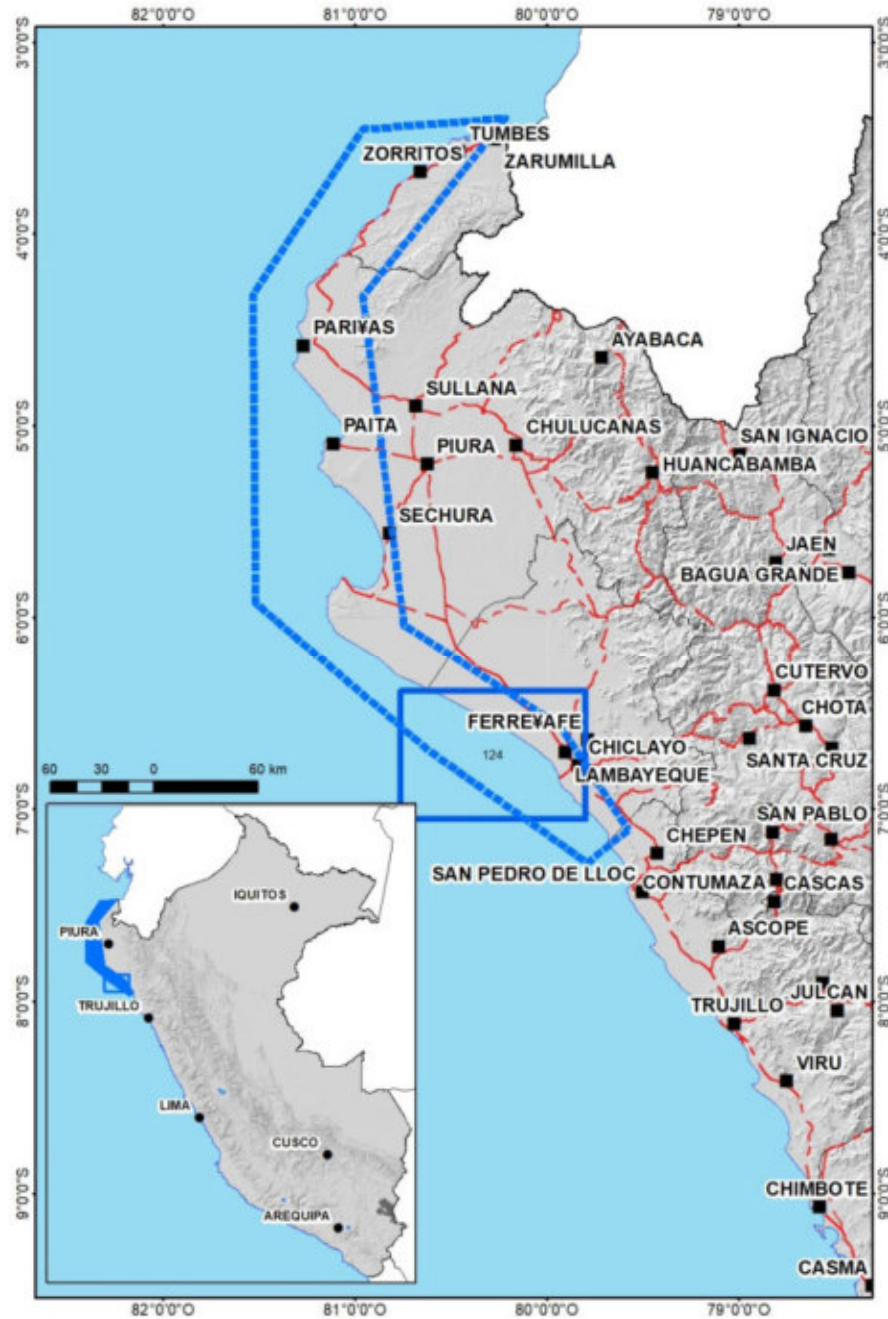 82°0'0"O 81°0'0"O 80°0'0"O 79°0'0"O
3°0'0"S
3°0'0"S
TUMBES
ZORRITOS
ZARUMILLA
4°0'0"S
4°0'0"S
PARI¥AS
AYABACA
SULLANA
PAITA
CHULUCANAS
5°0'0"S
5°0'0"S
SAN IGNACIO
PIURA
HUANCABAMBA
SECHURA
JAEN
BAGUA GRANDE
6°0'0"S
6°0'0"S
CUTERVO
CHOTA
FERRE¥AFE
124
CHICLAYO
SANTA CRUZ
LAMBAYEQUE
60 30 0 60 km
7°0'0"S
7°0'0"S
SAN PABLO
CHEPEN
SAN PEDRO DE LLOC
CONTUMAZA
CASCAS
ASCOPE
8°0'0"S
8°0'0"S
JULCAN
TRUJILLO
VIRU
9°0'0"S
9°0'0"S
CHIMBOTE
CASMA
IQUITOS
PIURA
TRUJILLO
LIMA
CUSCO
AREQUIPA
82°0'0"O 81°0'0"O 80°0'0"O 79°0'0"O